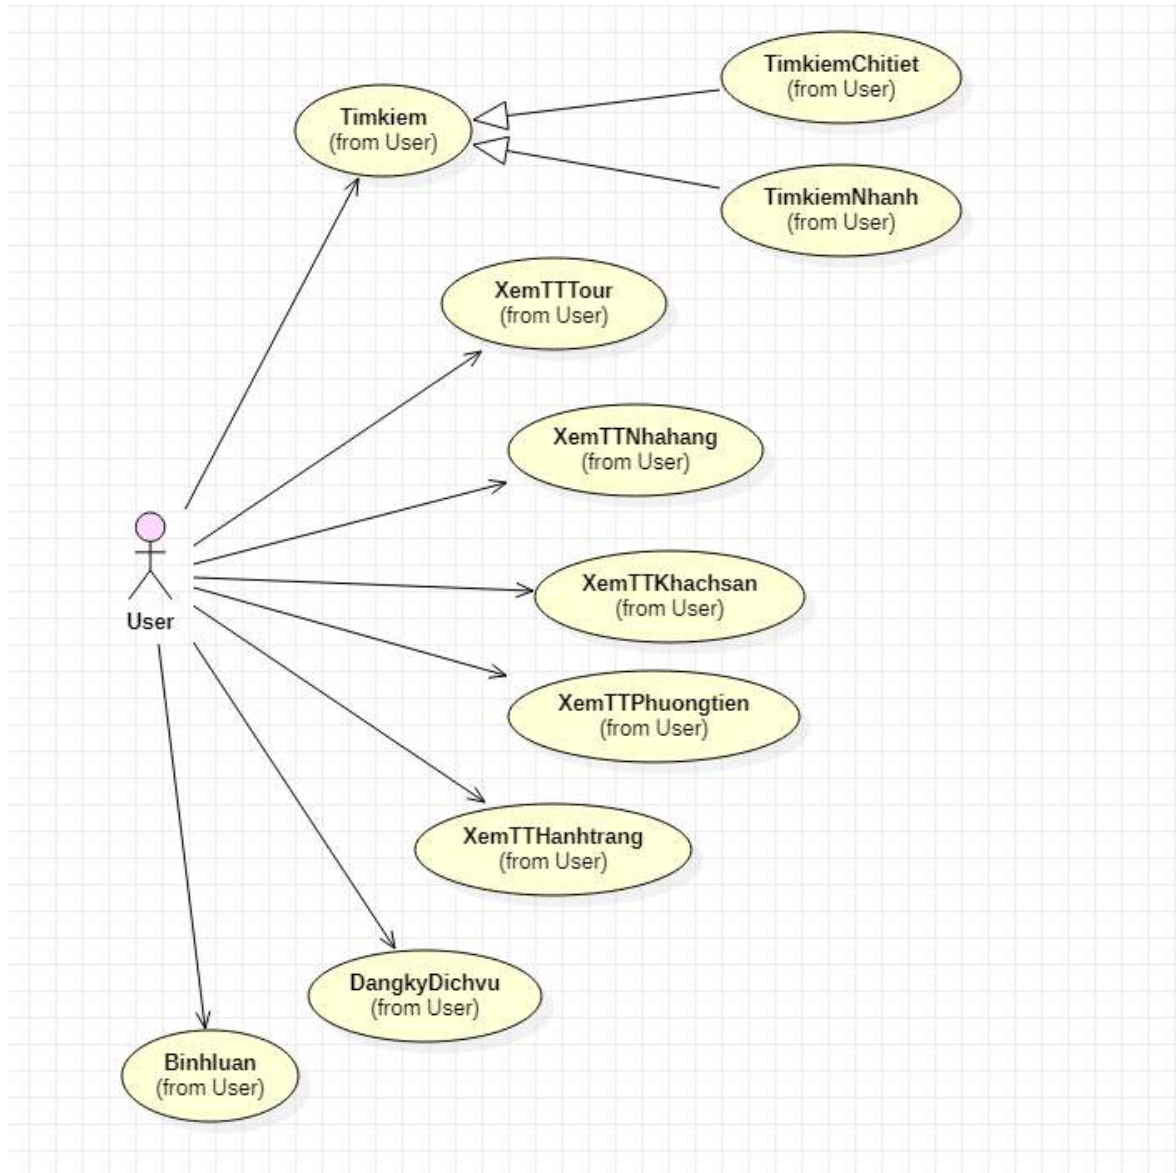 TimkiemChitiet
(from User)
Timkiem
(from User)
TimkiemNhanh
(from User)
XemTTTour
(from User)
XemTTNhahang
(from User)
XemTTKhachsan
(from User)
User
XemTTPhuongtien
(from User)
XemTTHanhtrang
(from User)
DangkyDichvu
(from User)
Binhluan
(from User)